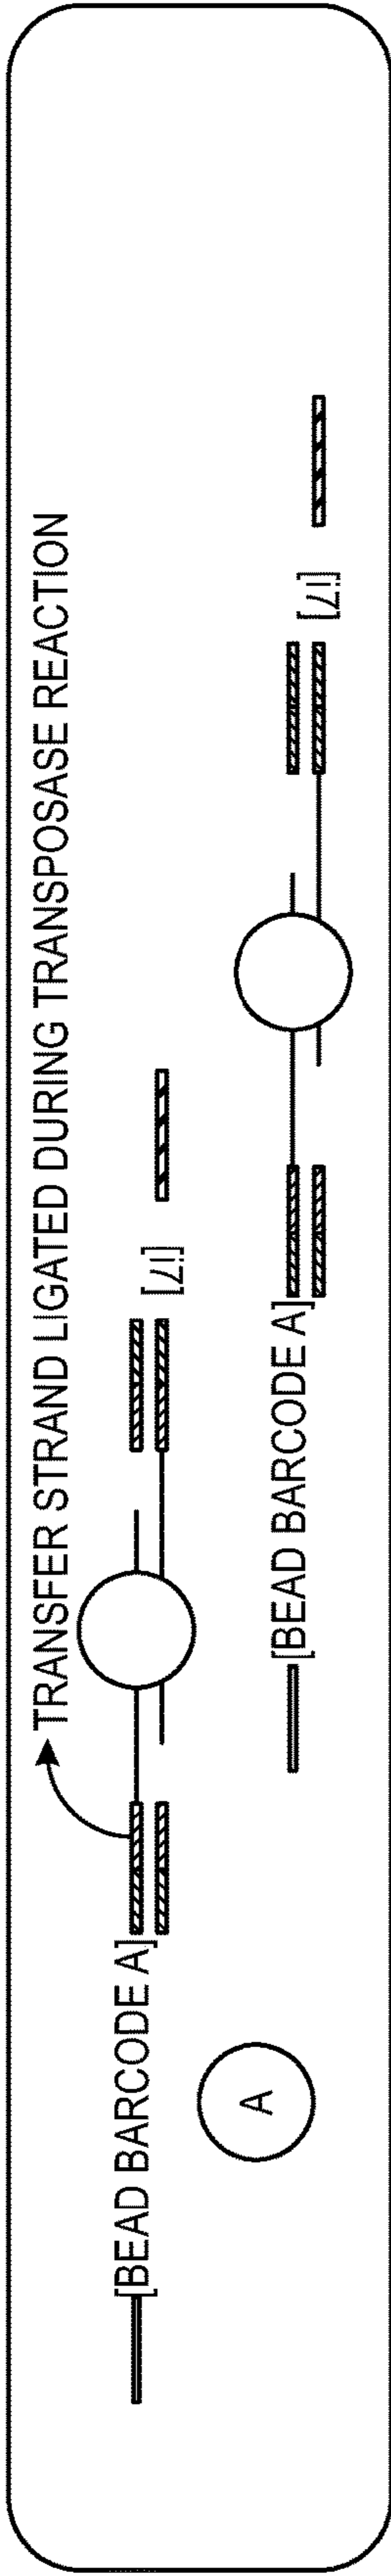 TRANSFER STRAND LIGATED DURING TRANSPOSASE REACTION
[BEAD BARCODE A]
[i7]
A
[BEAD BARCODE A]
[i7]